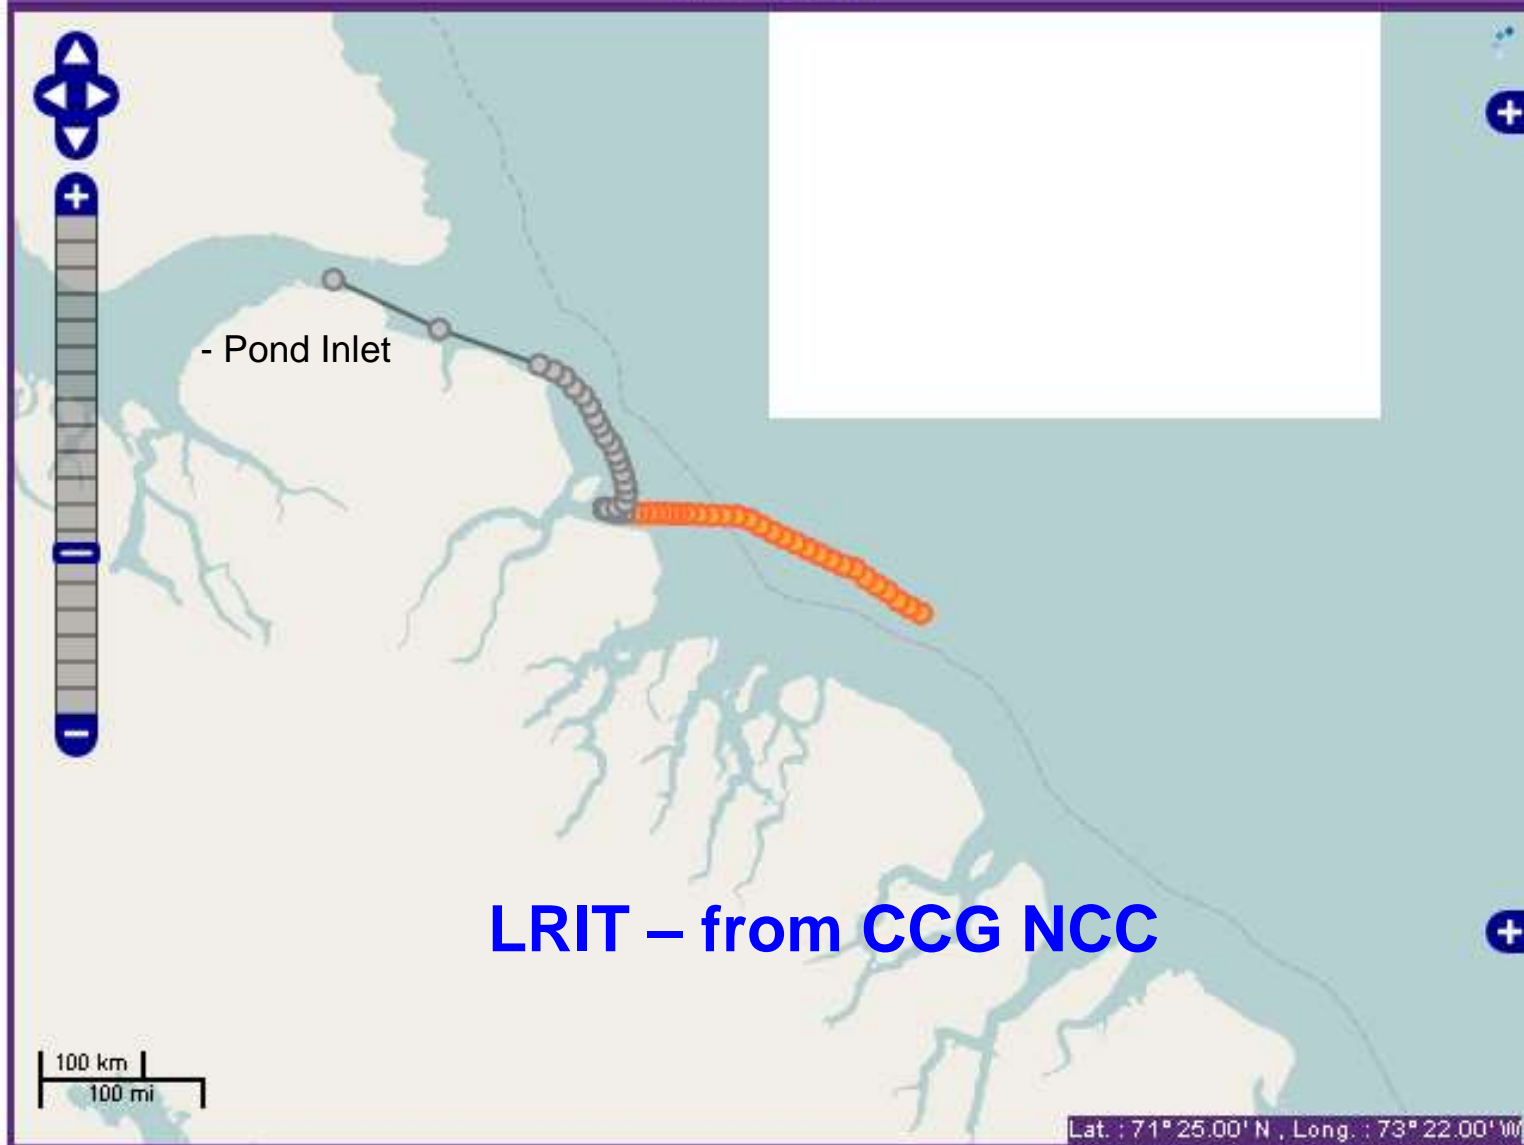 - Pond Inlet
LRIT – from CCG NCC
100 km
100 mi
Lat. : 71° 25.00' N , Long. : 73° 22.00' W